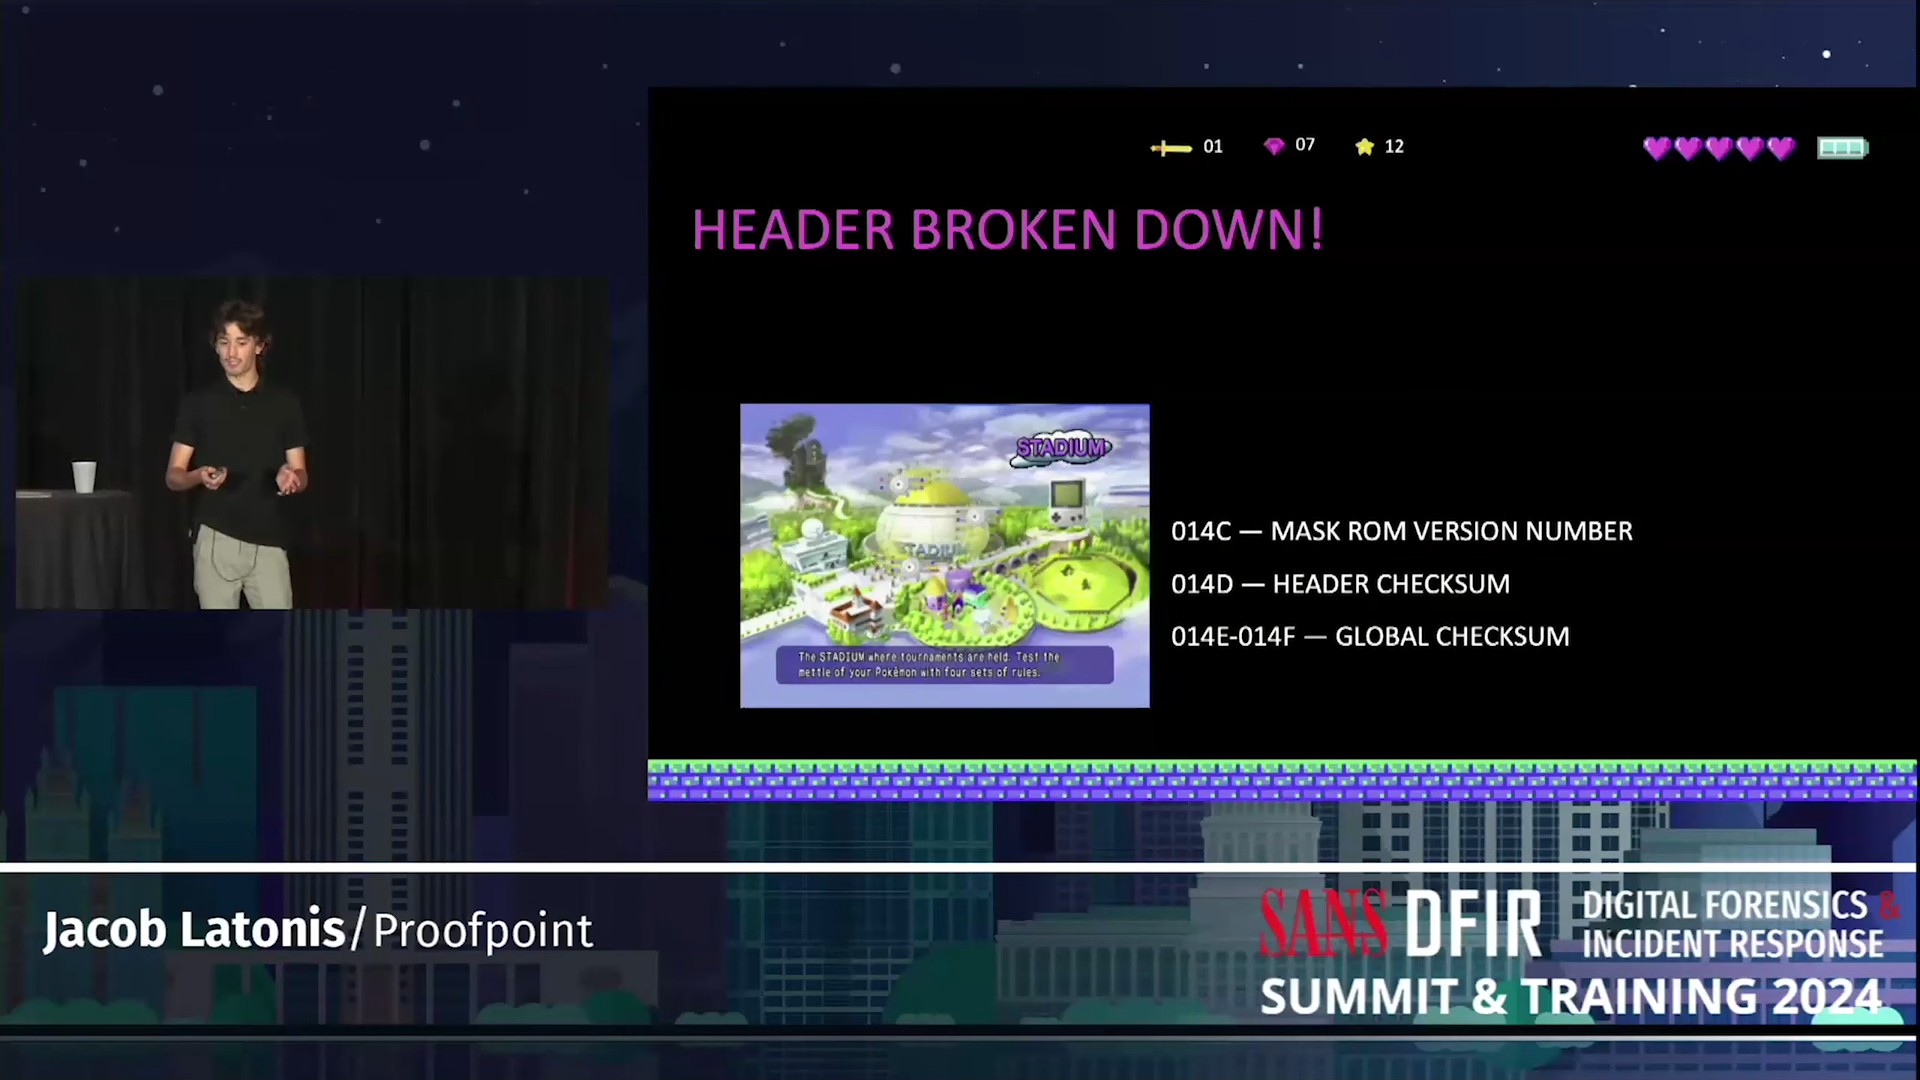 01 07 12
HEADER BROKEN DOWN!
STADIUM
STADIUM
The STADIUM where tournaments are held. Test the
mettle of your Pokémon with four sets of rules.
014C — MASK ROM VERSION NUMBER
014D — HEADER CHECKSUM
014E-014F — GLOBAL CHECKSUM
Jacob Latonis/Proofpoint
SANS DFIR
DIGITAL FORENSICS &
INCIDENT RESPONSE
SUMMIT & TRAINING 2024